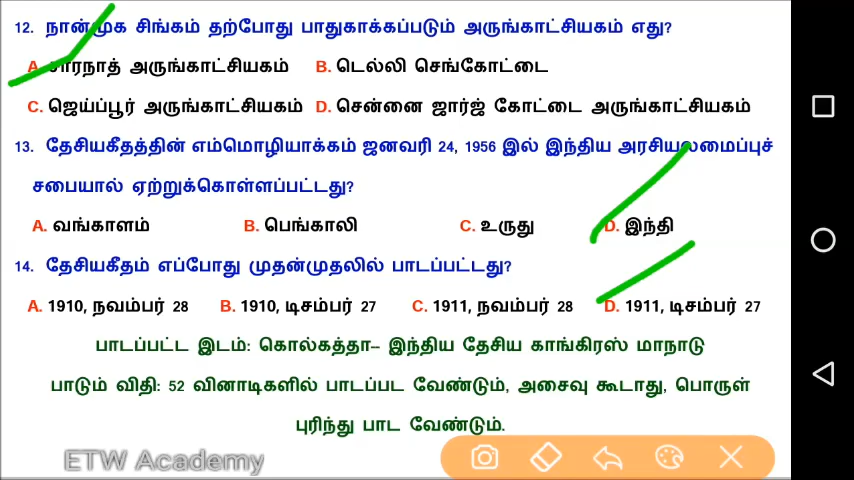 12. நான்முக சிங்கம் தற்போது பாதுகாக்கப்படும் அருங்காட்சியகம் எது?
A. சாரநாத் அருங்காட்சியகம் B. டெல்லி செங்கோட்டை
C. ஜெய்ப்பூர் அருங்காட்சியகம் D. சென்னை ஜார்ஜ் கோட்டை அருங்காட்சியகம்
13. தேசியகீதத்தின் எம்மொழியாக்கம் ஜனவரி 24, 1956 இல் இந்திய அரசியலமைப்புச்
சபையால் ஏற்றுக்கொள்ளப்பட்டது?
A. வங்காளம் B. பெங்காலி C. உருது D. இந்தி
14. தேசியகீதம் எப்போது முதன்முதலில் பாடப்பட்டது?
A. 1910, நவம்பர் 28 B. 1910, டிசம்பர் 27 C. 1911, நவம்பர் 28 D. 1911, டிசம்பர் 27
பாடப்பட்ட இடம்: கொல்கத்தா– இந்திய தேசிய காங்கிரஸ் மாநாடு
பாடும் விதி: 52 வினாடிகளில் பாடப்பட வேண்டும், அசைவு கூடாது, பொருள்
புரிந்து பாட வேண்டும்.
ETW Academy